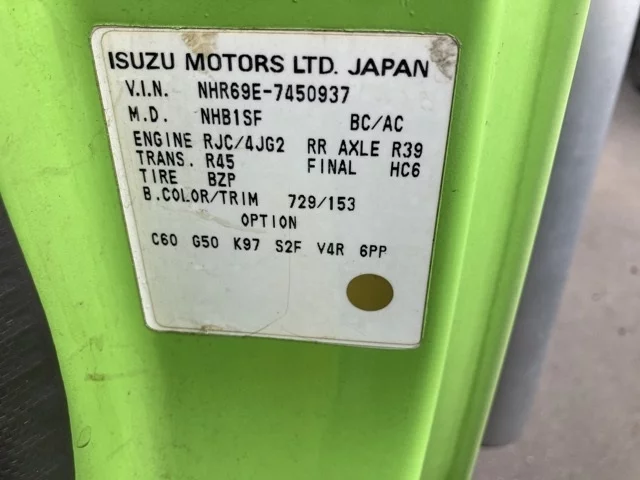 ISUZU MOTORS LTD. JAPAN
V.I.N. NHR69E-7450937
M.D. NHB1SF BC/AC
ENGINE RJC/4JG2 RR AXLE R39
TRANS. R45 FINAL HC6
TIRE BZP
B.COLOR/TRIM 729/153
OPTION
C60 G50 K97 S2F V4R 6PP